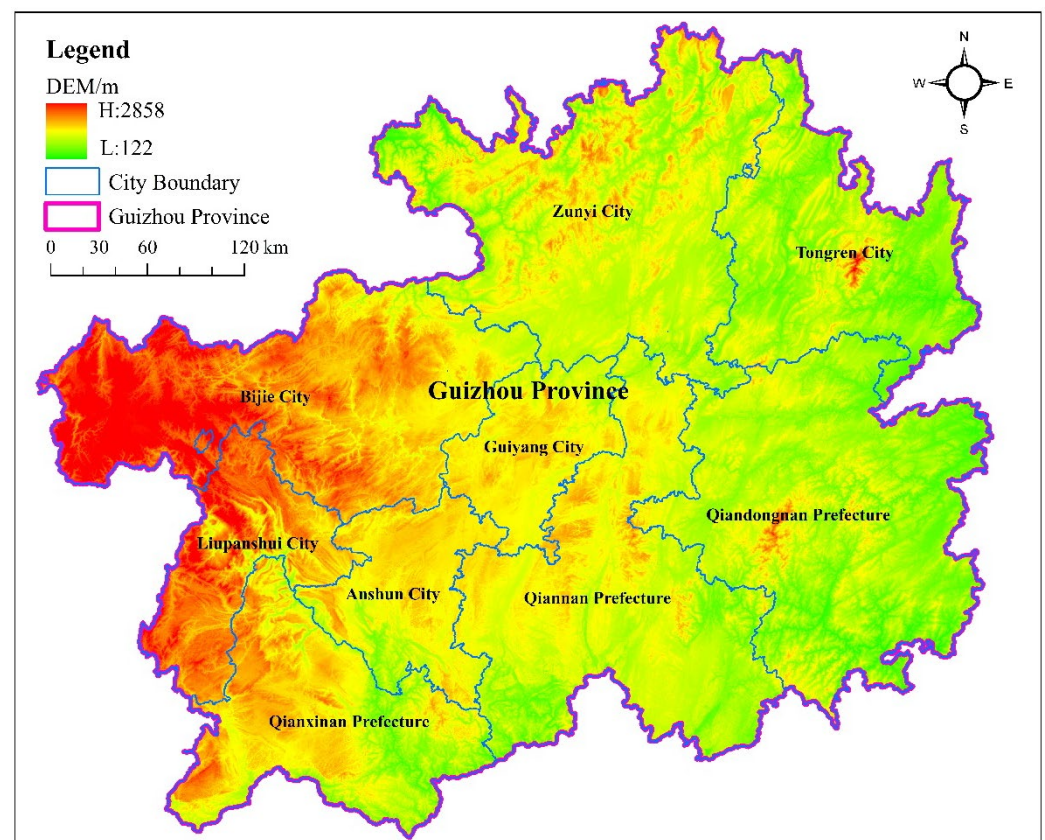 Legend
DEM/m
H:2858
L:122
City Boundary
Guizhou Province
0 30 60 120 km
N
W E
S
Zunyi City
Tongren City
Bijie City
Guizhou Province
Guiyang City
Qiandongnan Prefecture
Liupanshui City
Anshun City
Qiannan Prefecture
Qianxinan Prefecture